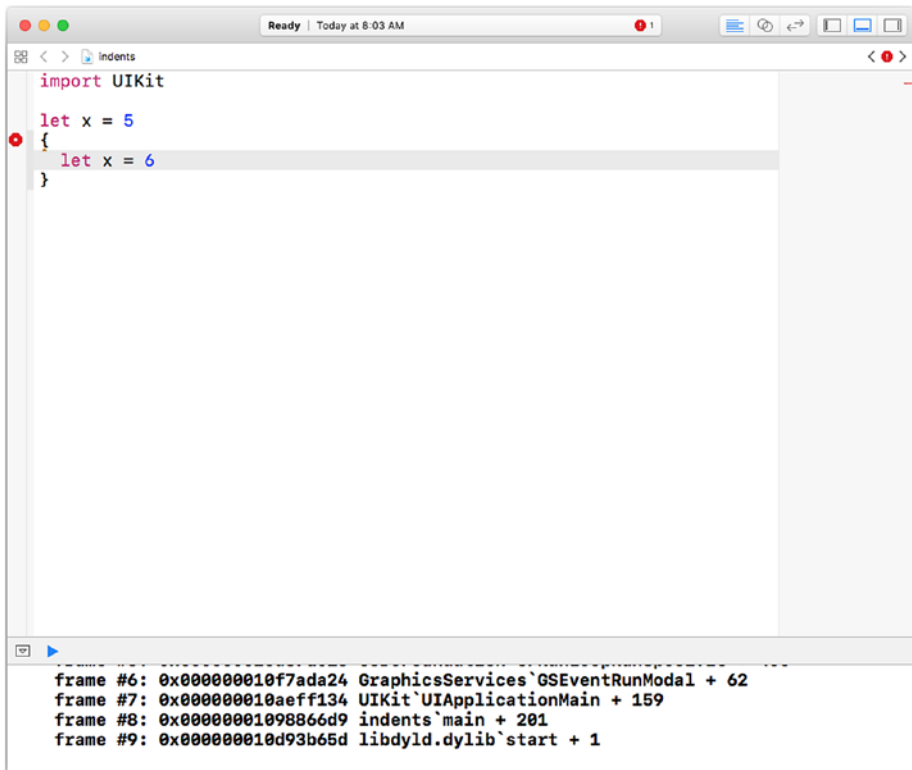 Ready | Today at 8:03 AM 1
indents
import UIKit
let x = 5
{
let x = 6
}
frame #6: 0x000000010f7ada24 GraphicsServices`GSEventRunModal + 62
frame #7: 0x000000010aeff134 UIKit`UIApplicationMain + 159
frame #8: 0x00000001098866d9 indents`main + 201
frame #9: 0x000000010d93b65d libdyld.dylib`start + 1